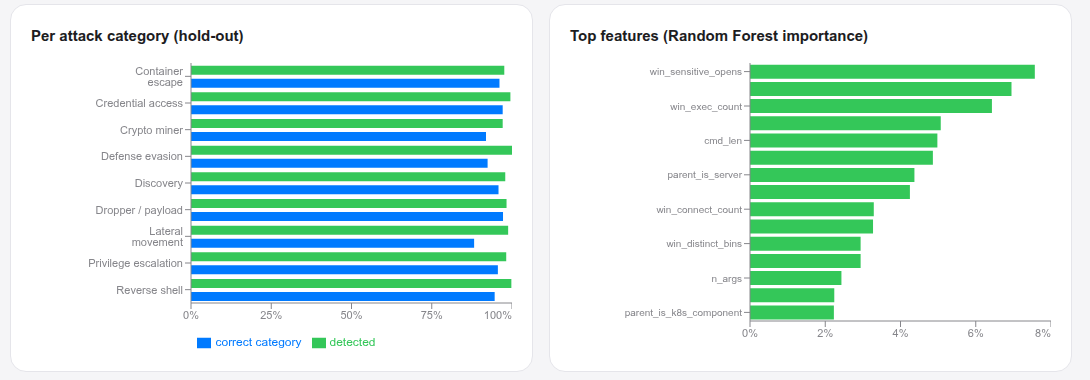 Per attack category (hold-out)
Container
escape
Credential access
Crypto miner
Defense evasion
Discovery
Dropper / payload
Lateral
movement
Privilege escalation
Reverse shell
0%
25%
50%
75%
100%
correct category
detected
Top features (Random Forest importance)
win_sensitive_opens
win_exec_count
cmd_len
parent_is_server
win_connect_count
win_distinct_bins
n_args
parent_is_k8s_component
0%
2%
4%
6%
8%